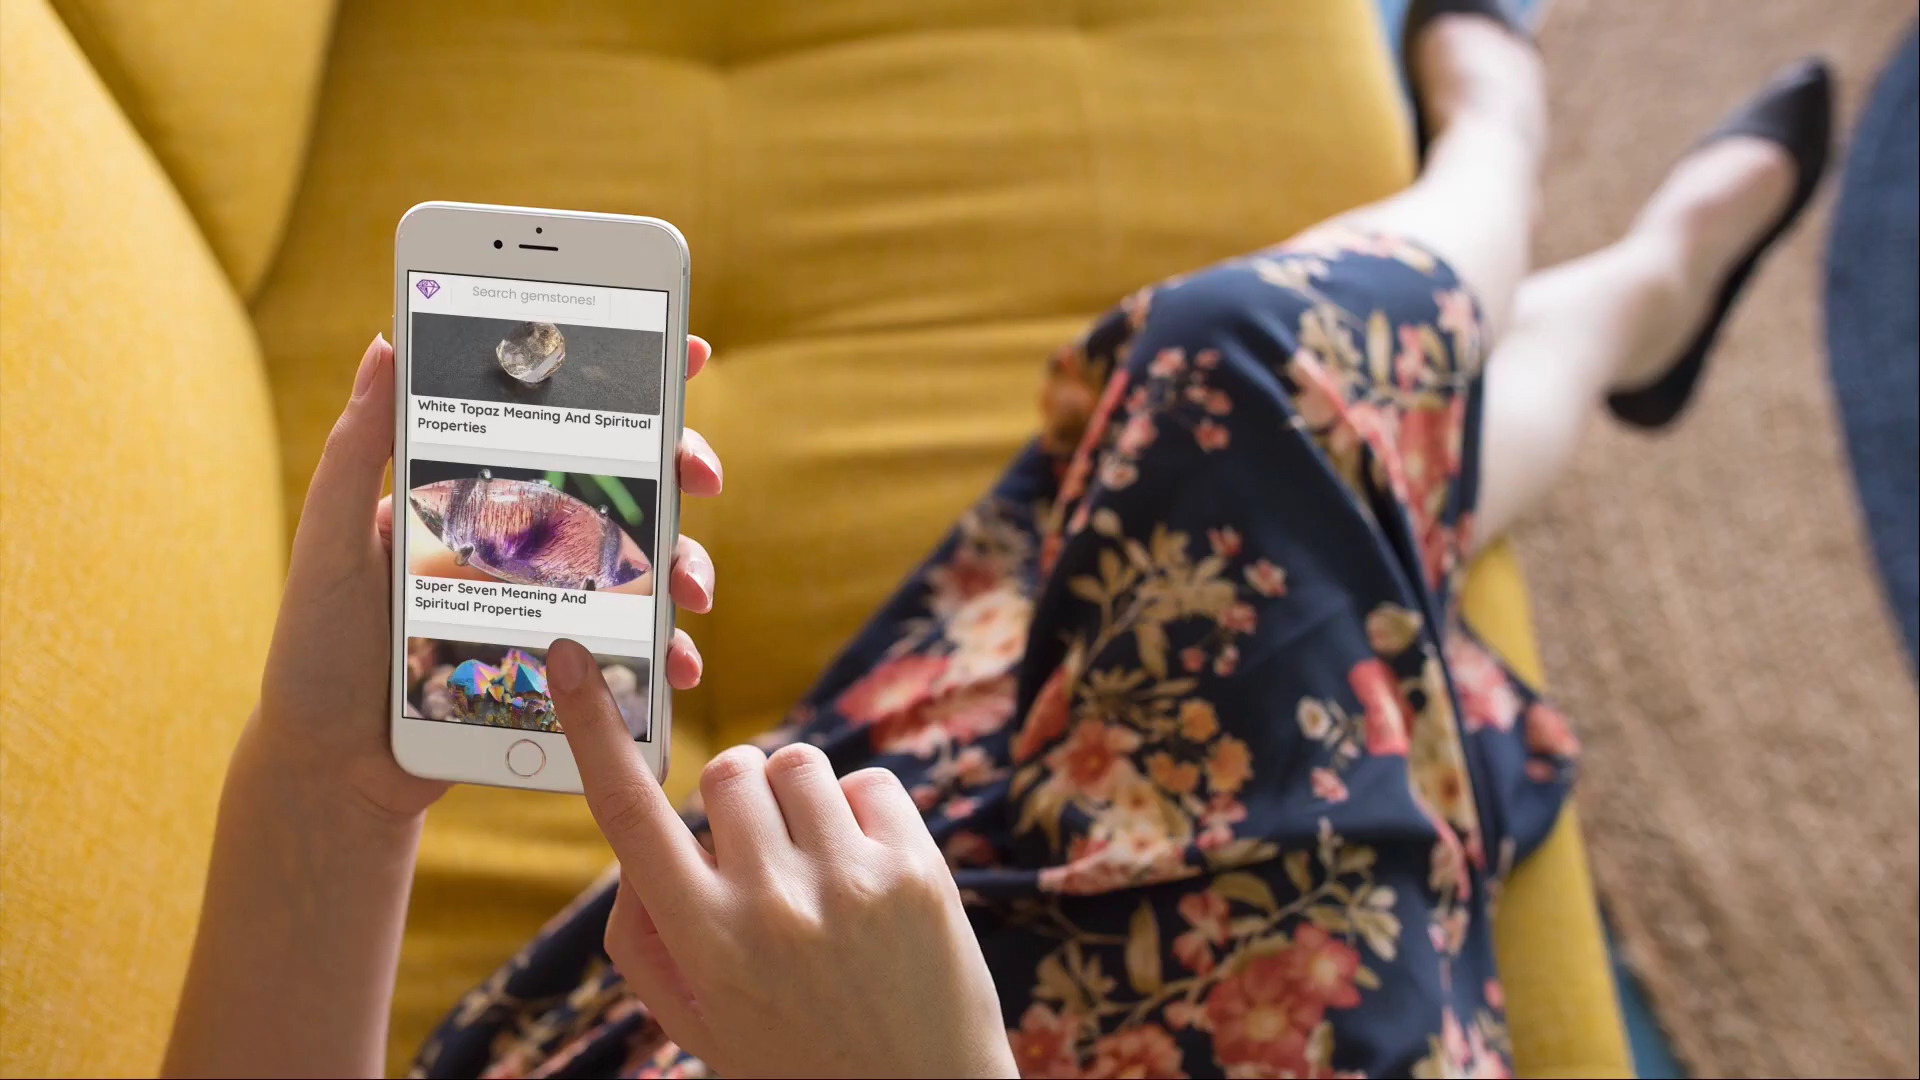 Search gemstones!
White Topaz Meaning And Spiritual
Properties
Super Seven Meaning And
Spiritual Properties